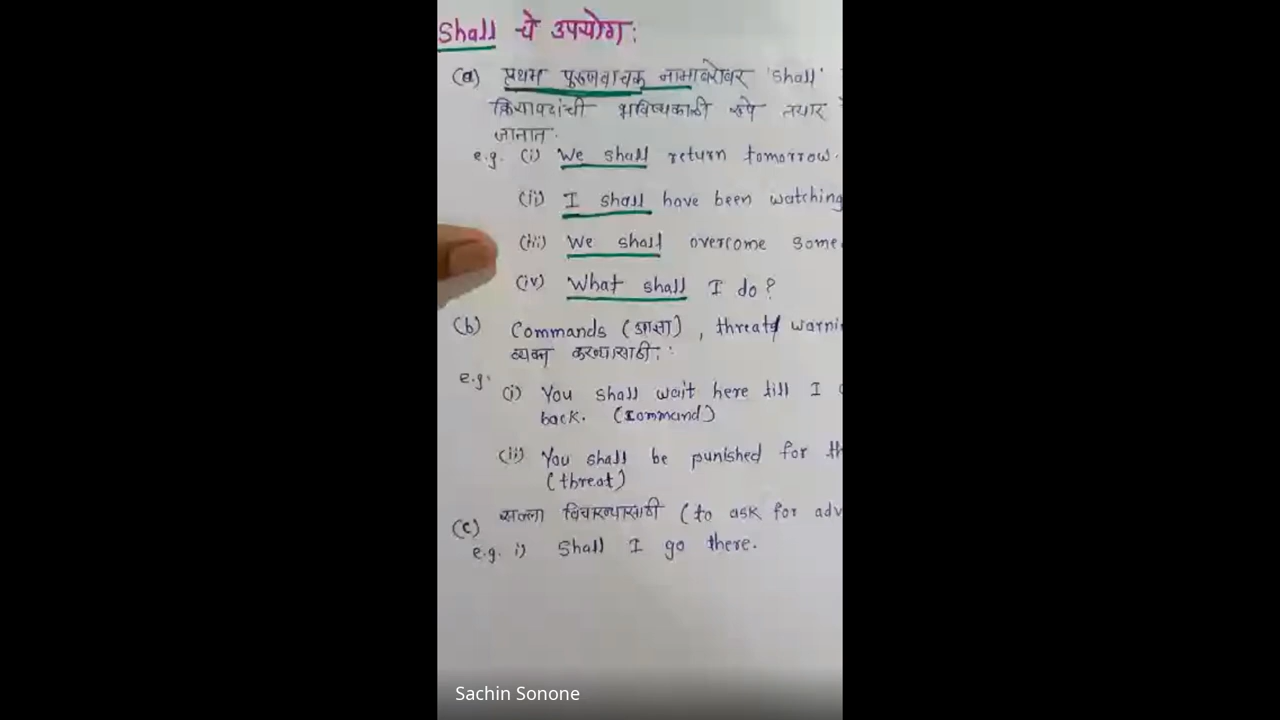 Shall चे उपयोग:
(a) प्रथम पुरुषवाचक नामाबरोबर 'shall'
क्रियापदांची भविष्यकाळी रुपे तयार
जातात.
e.g. (i) We shall return tomorrow.
(ii) I shall have been watching
(iii) We shall overcome some
(iv) What shall I do?
(b) Commands (आज्ञा), threats warni
व्यक्त करण्यासाठी:
e.g. (i) You shall wait here till I
back. (Command)
(ii) You shall be punished for th
(threat)
(c) सल्ला विचारण्यासाठी (to ask for adv
e.g. i) Shall I go there.
Sachin Sonone